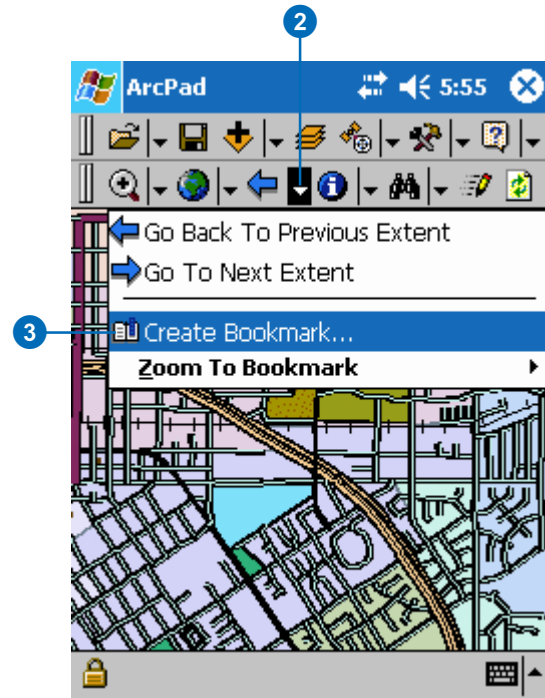 2
ArcPad 5:55
Go Back To Previous Extent
Go To Next Extent
3
Create Bookmark...
Zoom To Bookmark